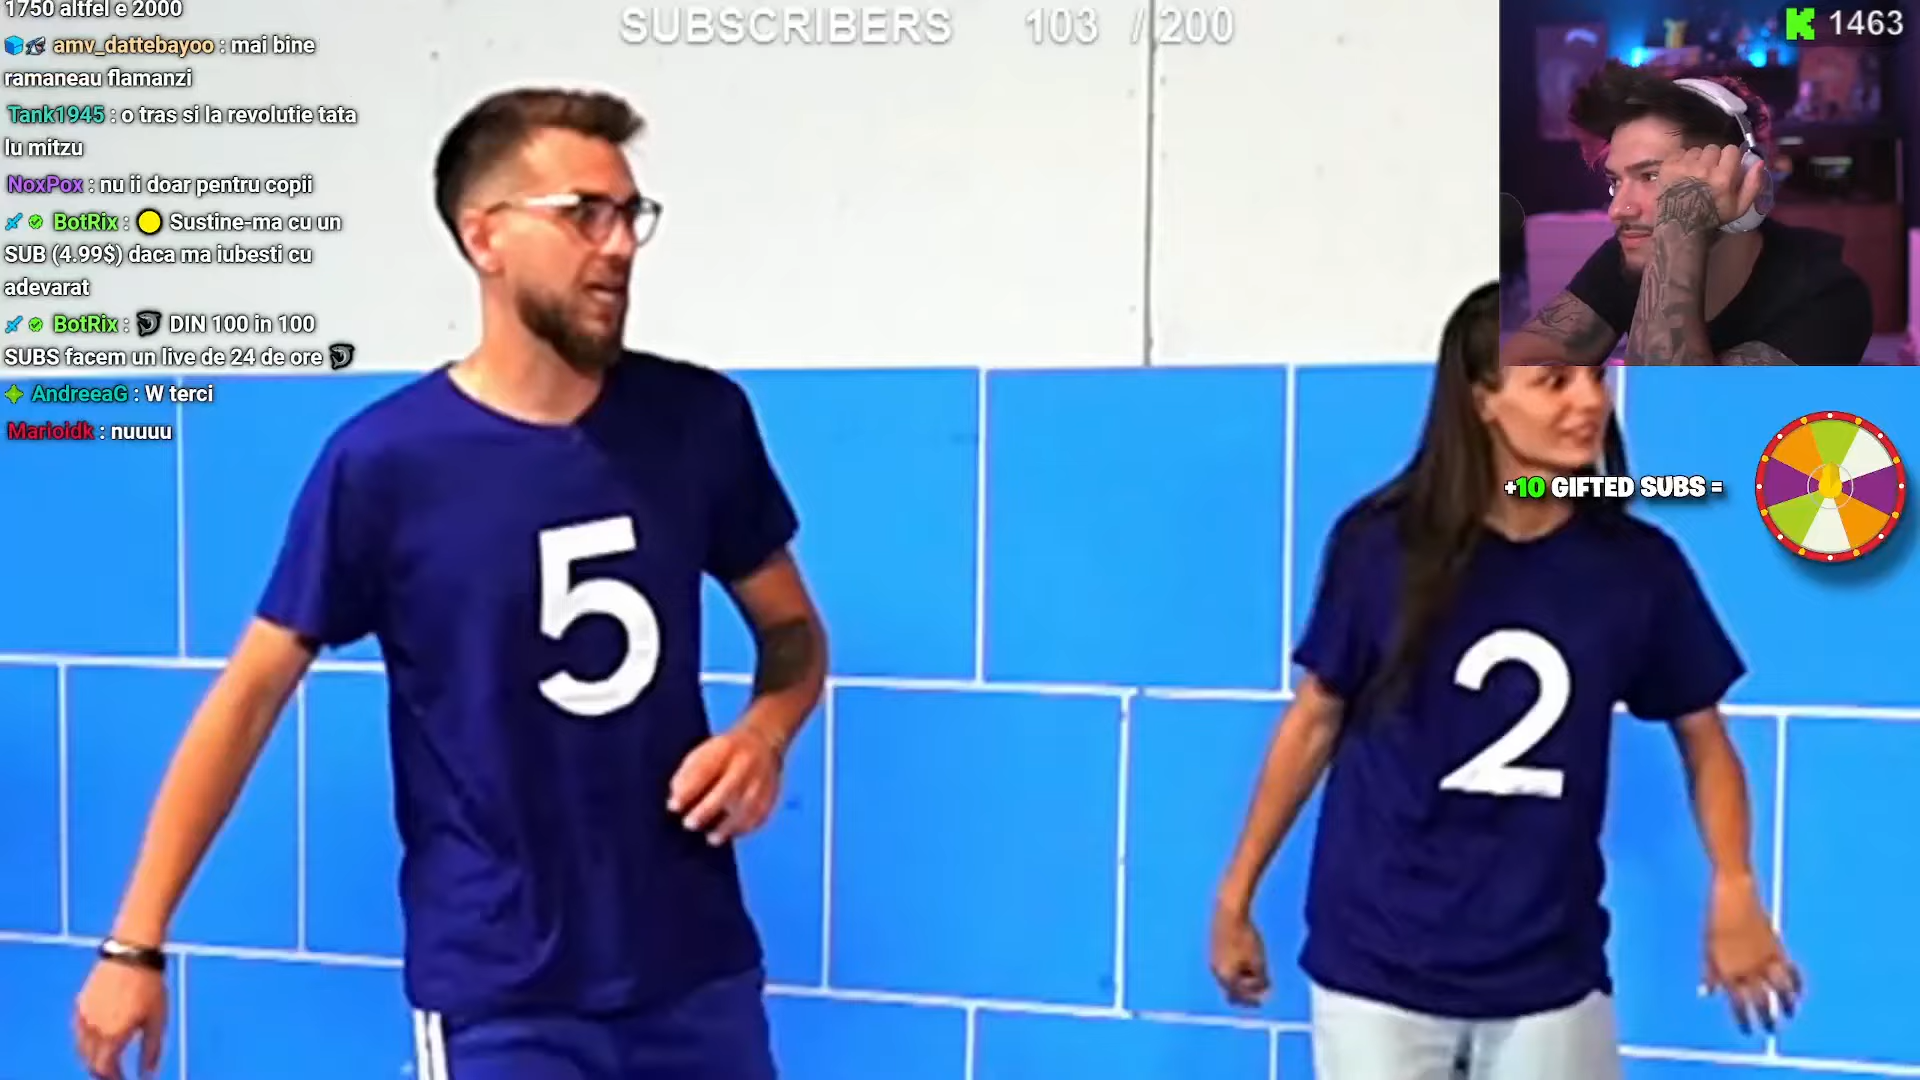 1750 altfel e 2000
amv_dattebayoo : mai bine
ramaneau flamanzi
Tank1945 : o tras si la revolutie tata
lu mitzu
NoxPox : nu ii doar pentru copii
BotRix : Sustine-ma cu un
SUB (4.99$) daca ma iubesti cu
adevarat
BotRix : DIN 100 in 100
SUBS facem un live de 24 de ore
AndreeaG : W terci
Marioidk : nuuuu
SUBSCRIBERS 103 / 200
K 1463
+10 GIFTED SUBS =
5
2